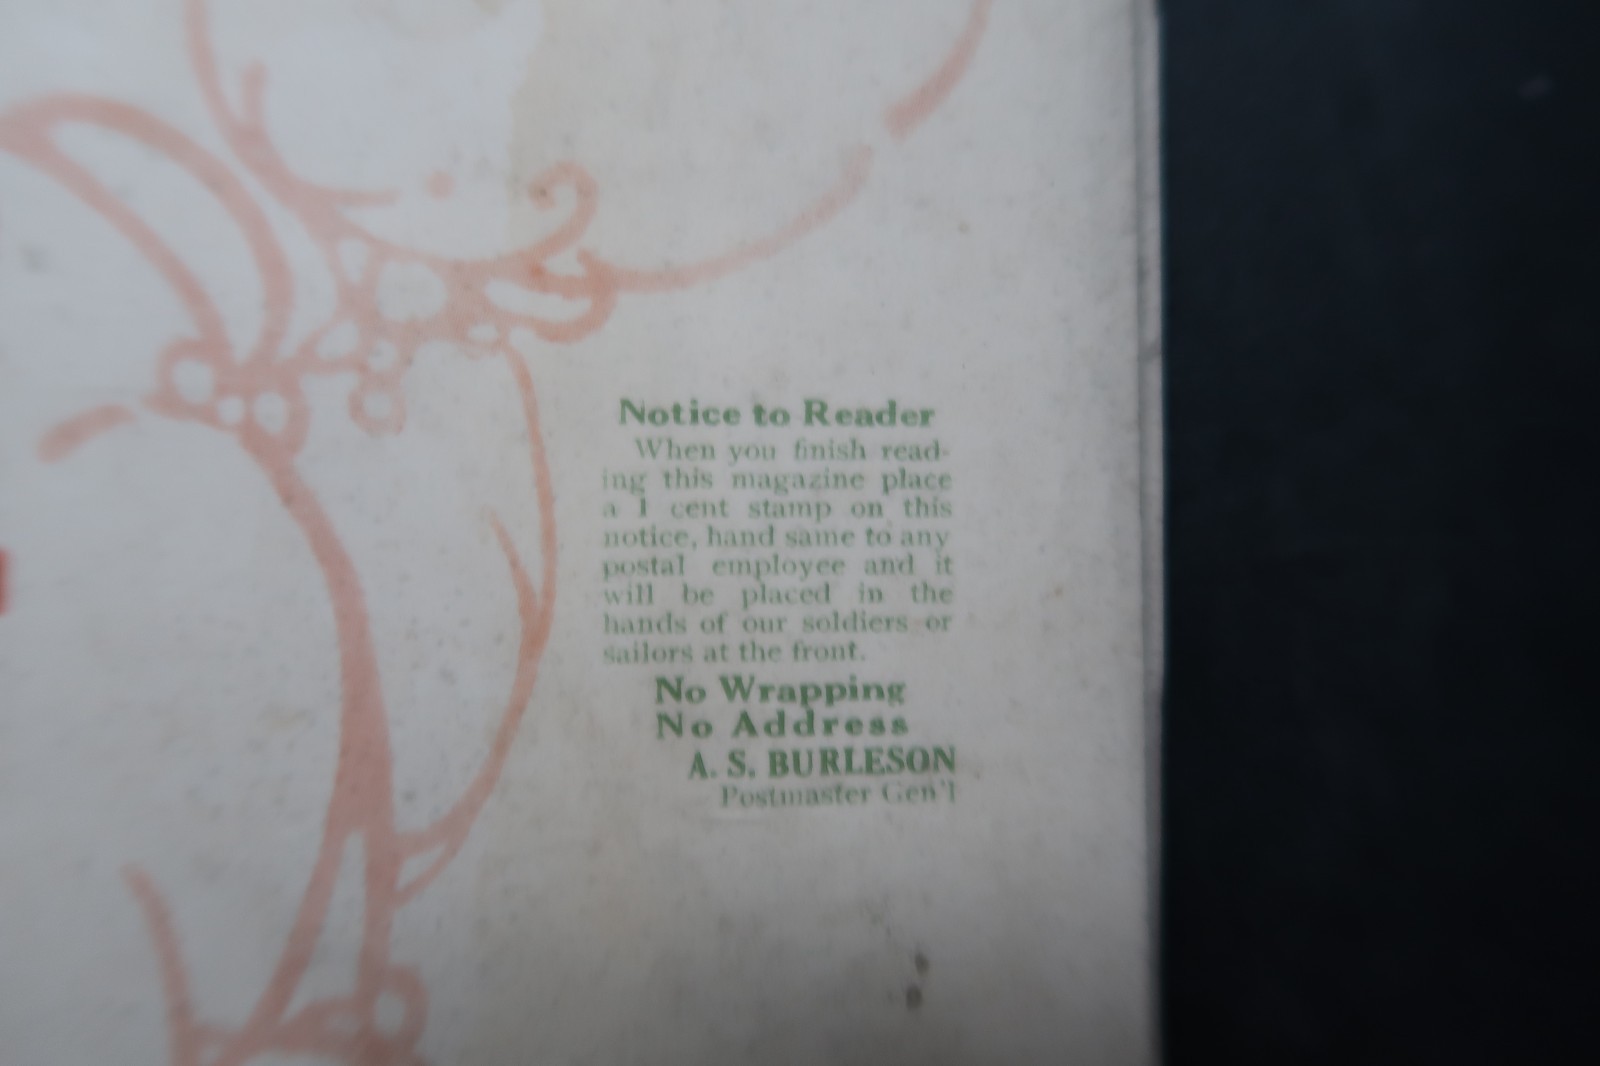 Notice to Reader
When you finish read-
ing this magazine place
a 1 cent stamp on this
notice, hand same to any
postal employee and it
will be placed in the
hands of our soldiers or
sailors at the front.
No Wrapping
No Address
A. S. BURLESON
Postmaster Gen'l